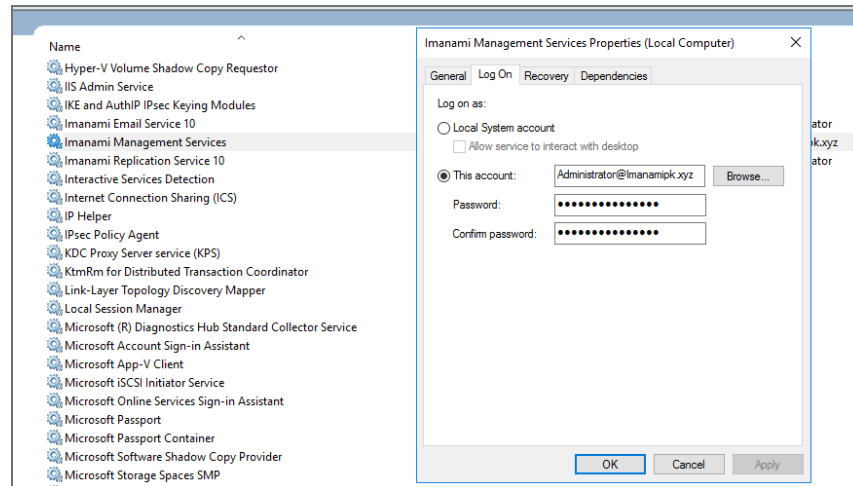 Name
Hyper-V Volume Shadow Copy Requestor
IIS Admin Service
IKE and AuthIP IPsec Keying Modules
Imanami Email Service 10
Imanami Management Services
Imanami Replication Service 10
Interactive Services Detection
Internet Connection Sharing (ICS)
IP Helper
IPsec Policy Agent
KDC Proxy Server service (KPS)
KtmRm for Distributed Transaction Coordinator
Link-Layer Topology Discovery Mapper
Local Session Manager
Microsoft (R) Diagnostics Hub Standard Collector Service
Microsoft Account Sign-in Assistant
Microsoft App-V Client
Microsoft iSCSI Initiator Service
Microsoft Online Services Sign-in Assistant
Microsoft Passport
Microsoft Passport Container
Microsoft Software Shadow Copy Provider
Microsoft Storage Spaces SMP
Imanami Management Services Properties (Local Computer)
General Log On Recovery Dependencies
Log on as:
Local System account
Allow service to interact with desktop
This account: Administrator@Imanamipk.xyz Browse...
Password: •••••••••••••••
Confirm password: •••••••••••••••
OK Cancel Apply
ator
pk.xyz
ator